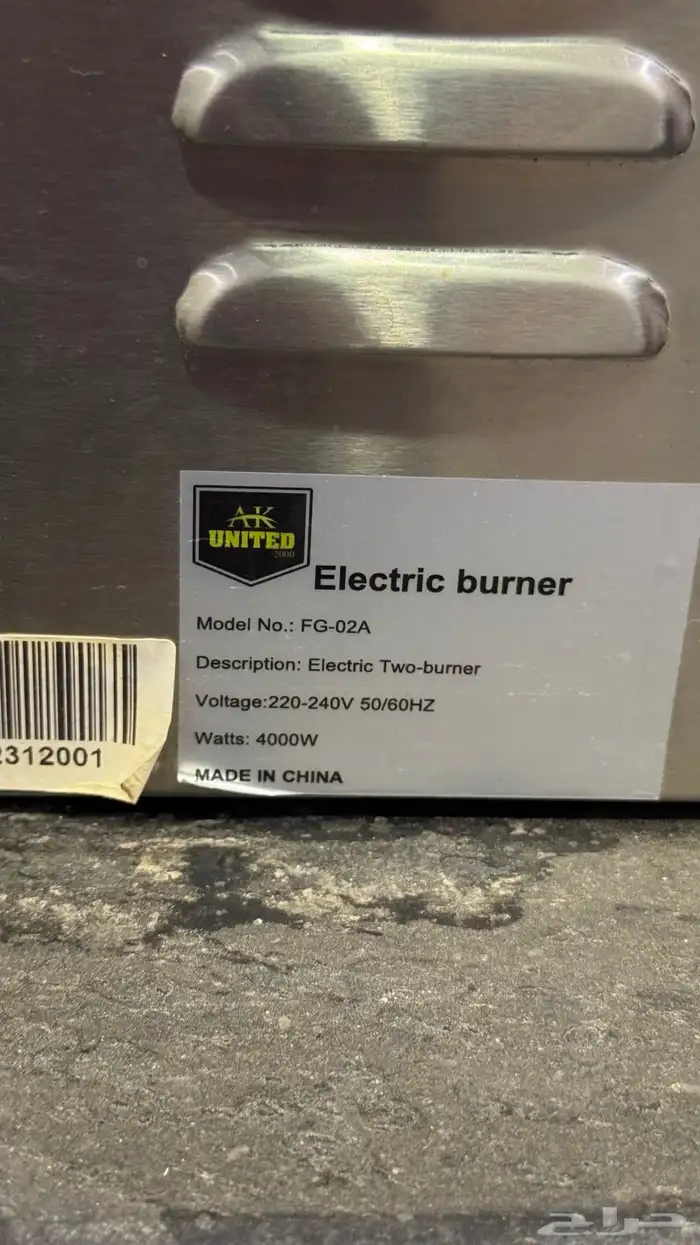 AK
UNITED
2000
Electric burner
Model No.: FG-02A
Description: Electric Two-burner
Voltage:220-240V 50/60HZ
Watts: 4000W
MADE IN CHINA
2312001
حراج